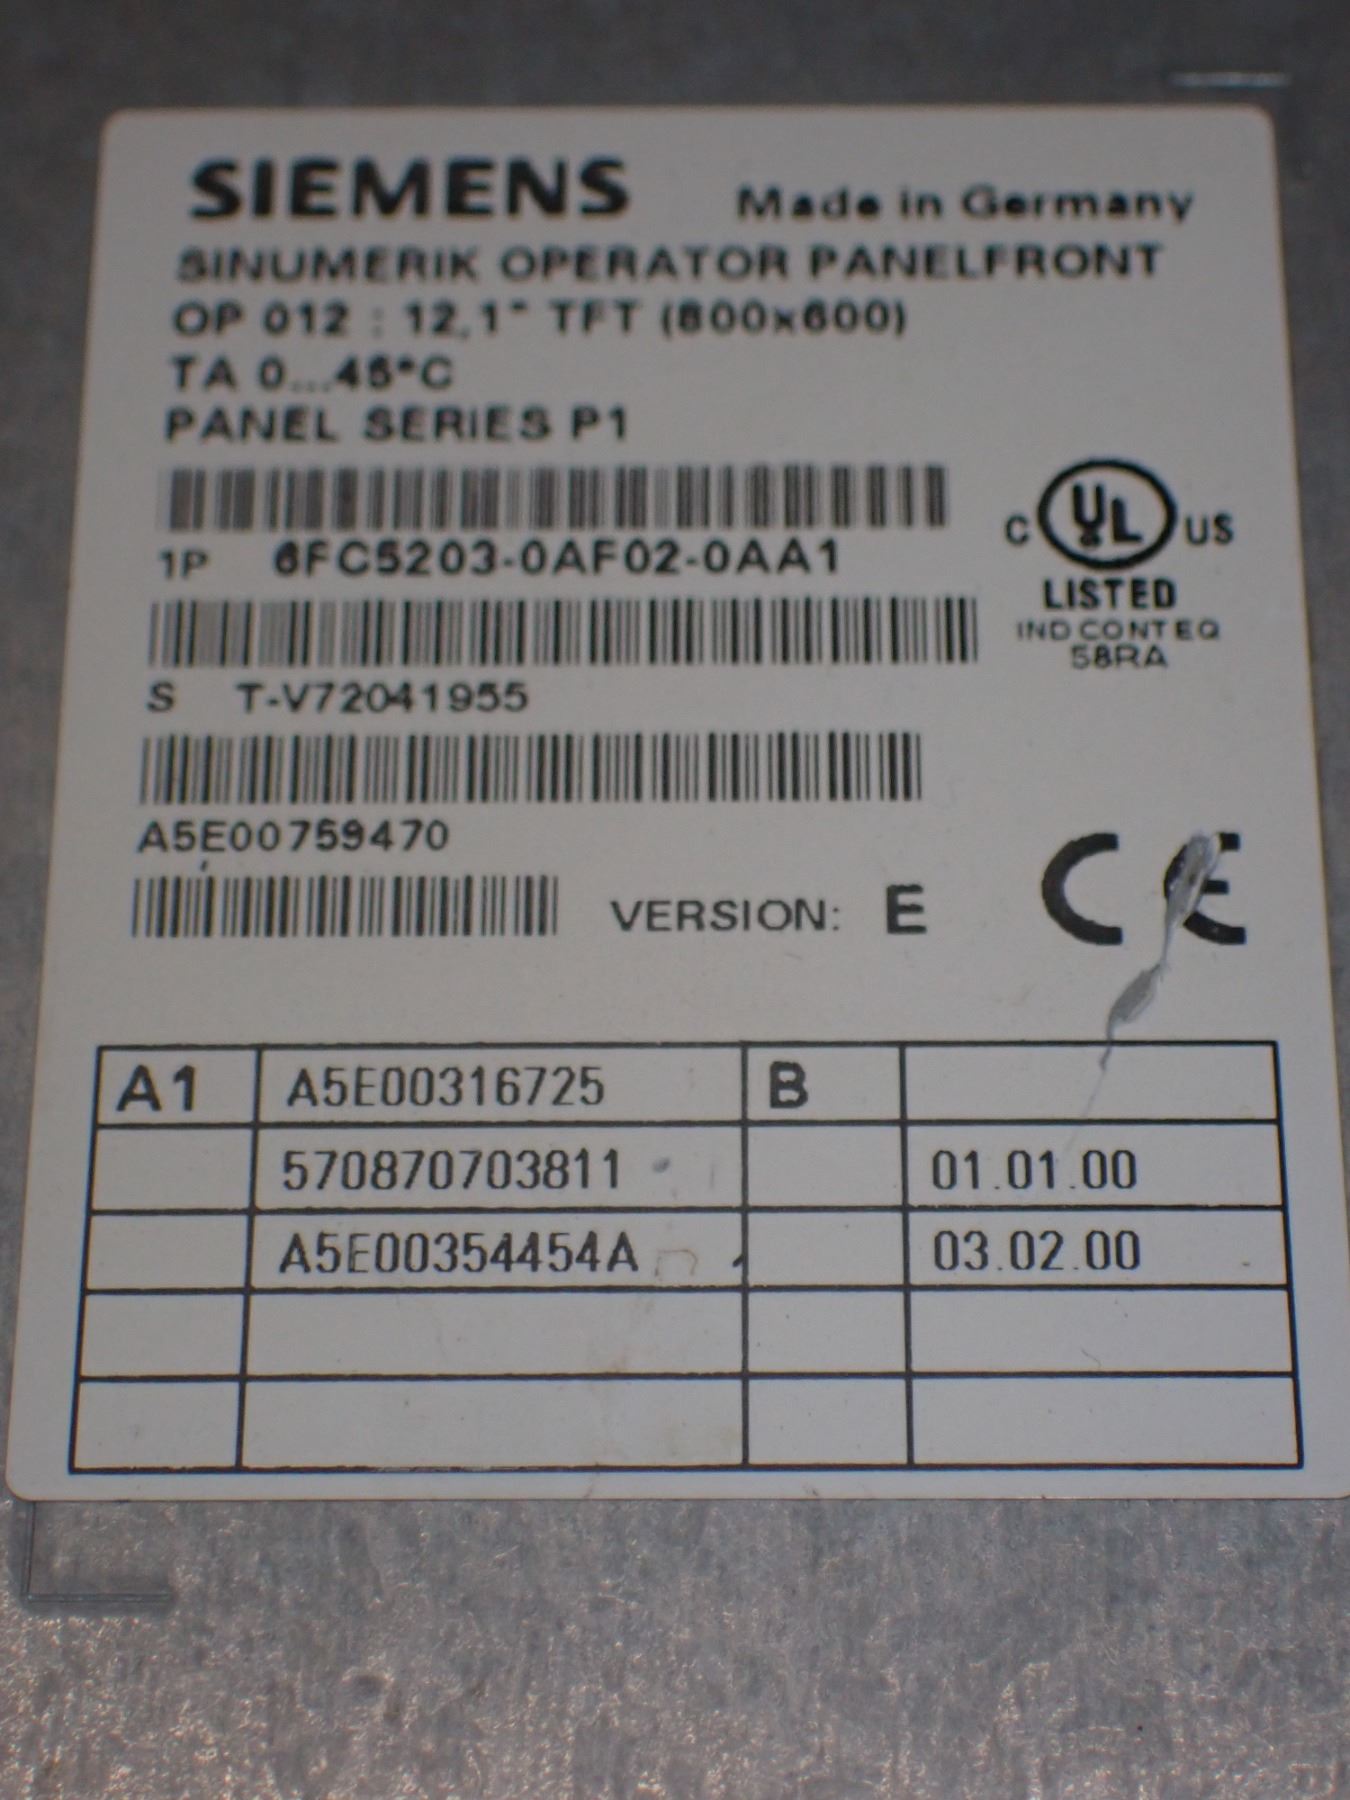 SIEMENS Made in Germany
SINUMERIK OPERATOR PANELFRONT
OP 012 : 12,1" TFT (800x600)
TA 0...45°C
PANEL SERIES P1
1P 6FC5203-0AF02-0AA1
C UL US
LISTED
IND CONT EQ
58RA
S T-V72041955
A5E00759470
VERSION: E
CE
A1 A5E00316725 B
570870703811 01.01.00
A5E00354454A 03.02.00